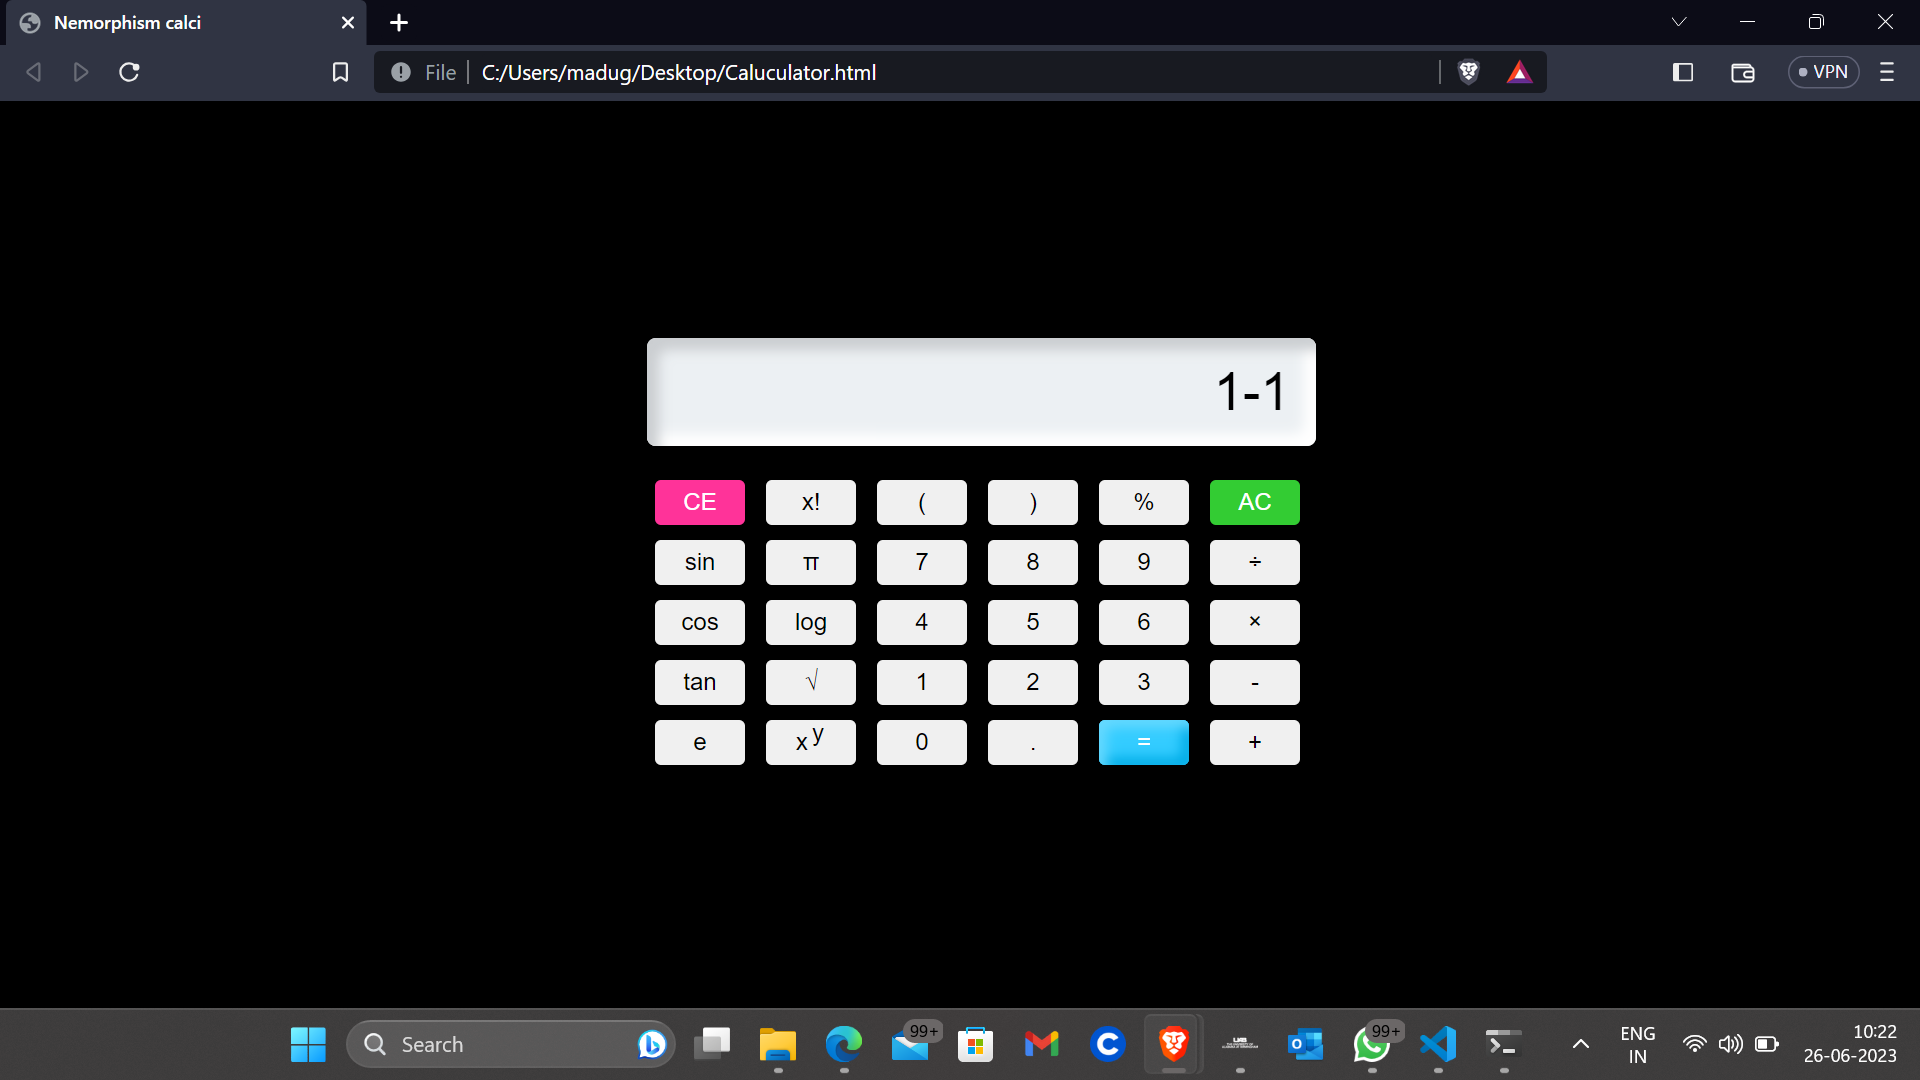 Nemorphism calci
File C:/Users/madug/Desktop/Caluculator.html VPN
1-1
CE x! ( ) % AC
sin π 7 8 9 ÷
cos log 4 5 6 ×
tan √ 1 2 3 -
e x y 0 . = +
Search 99+ 99+ ENG 10:22
IN 26-06-2023